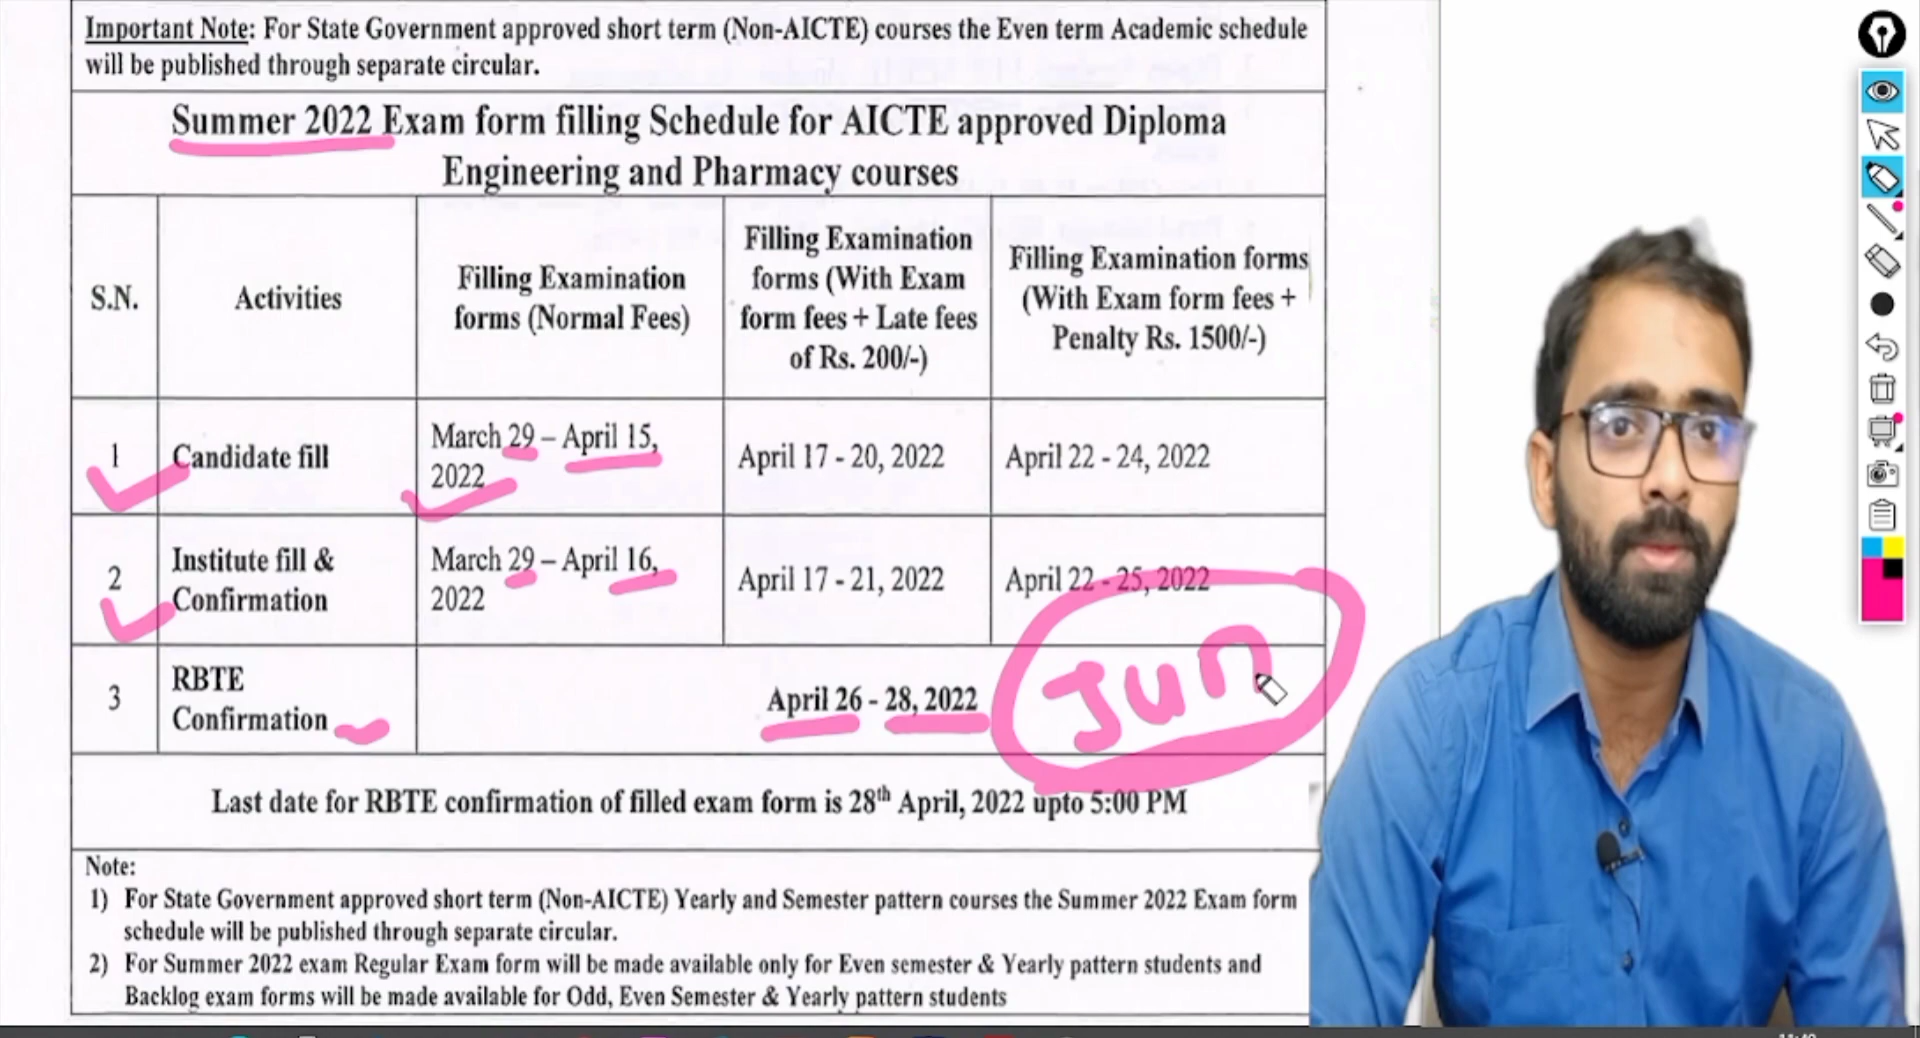 Important Note: For State Government approved short term (Non-AICTE) courses the Even term Academic schedule
will be published through separate circular.
Summer 2022 Exam form filling Schedule for AICTE approved Diploma
Engineering and Pharmacy courses
S.N.
Activities
Filling Examination
forms (Normal Fees)
Filling Examination
forms (With Exam
form fees + Late fees
of Rs. 200/-)
Filling Examination forms
(With Exam form fees +
Penalty Rs. 1500/-)
1
Candidate fill
March 29 – April 15,
2022
April 17 - 20, 2022
April 22 - 24, 2022
2
Institute fill &
Confirmation
March 29 – April 16,
2022
April 17 - 21, 2022
April 22 - 25, 2022
3
RBTE
Confirmation
April 26 - 28, 2022
Jun
Last date for RBTE confirmation of filled exam form is 28th April, 2022 upto 5:00 PM
Note:
1) For State Government approved short term (Non-AICTE) Yearly and Semester pattern courses the Summer 2022 Exam form
schedule will be published through separate circular.
2) For Summer 2022 exam Regular Exam form will be made available only for Even semester & Yearly pattern students and
Backlog exam forms will be made available for Odd, Even Semester & Yearly pattern students